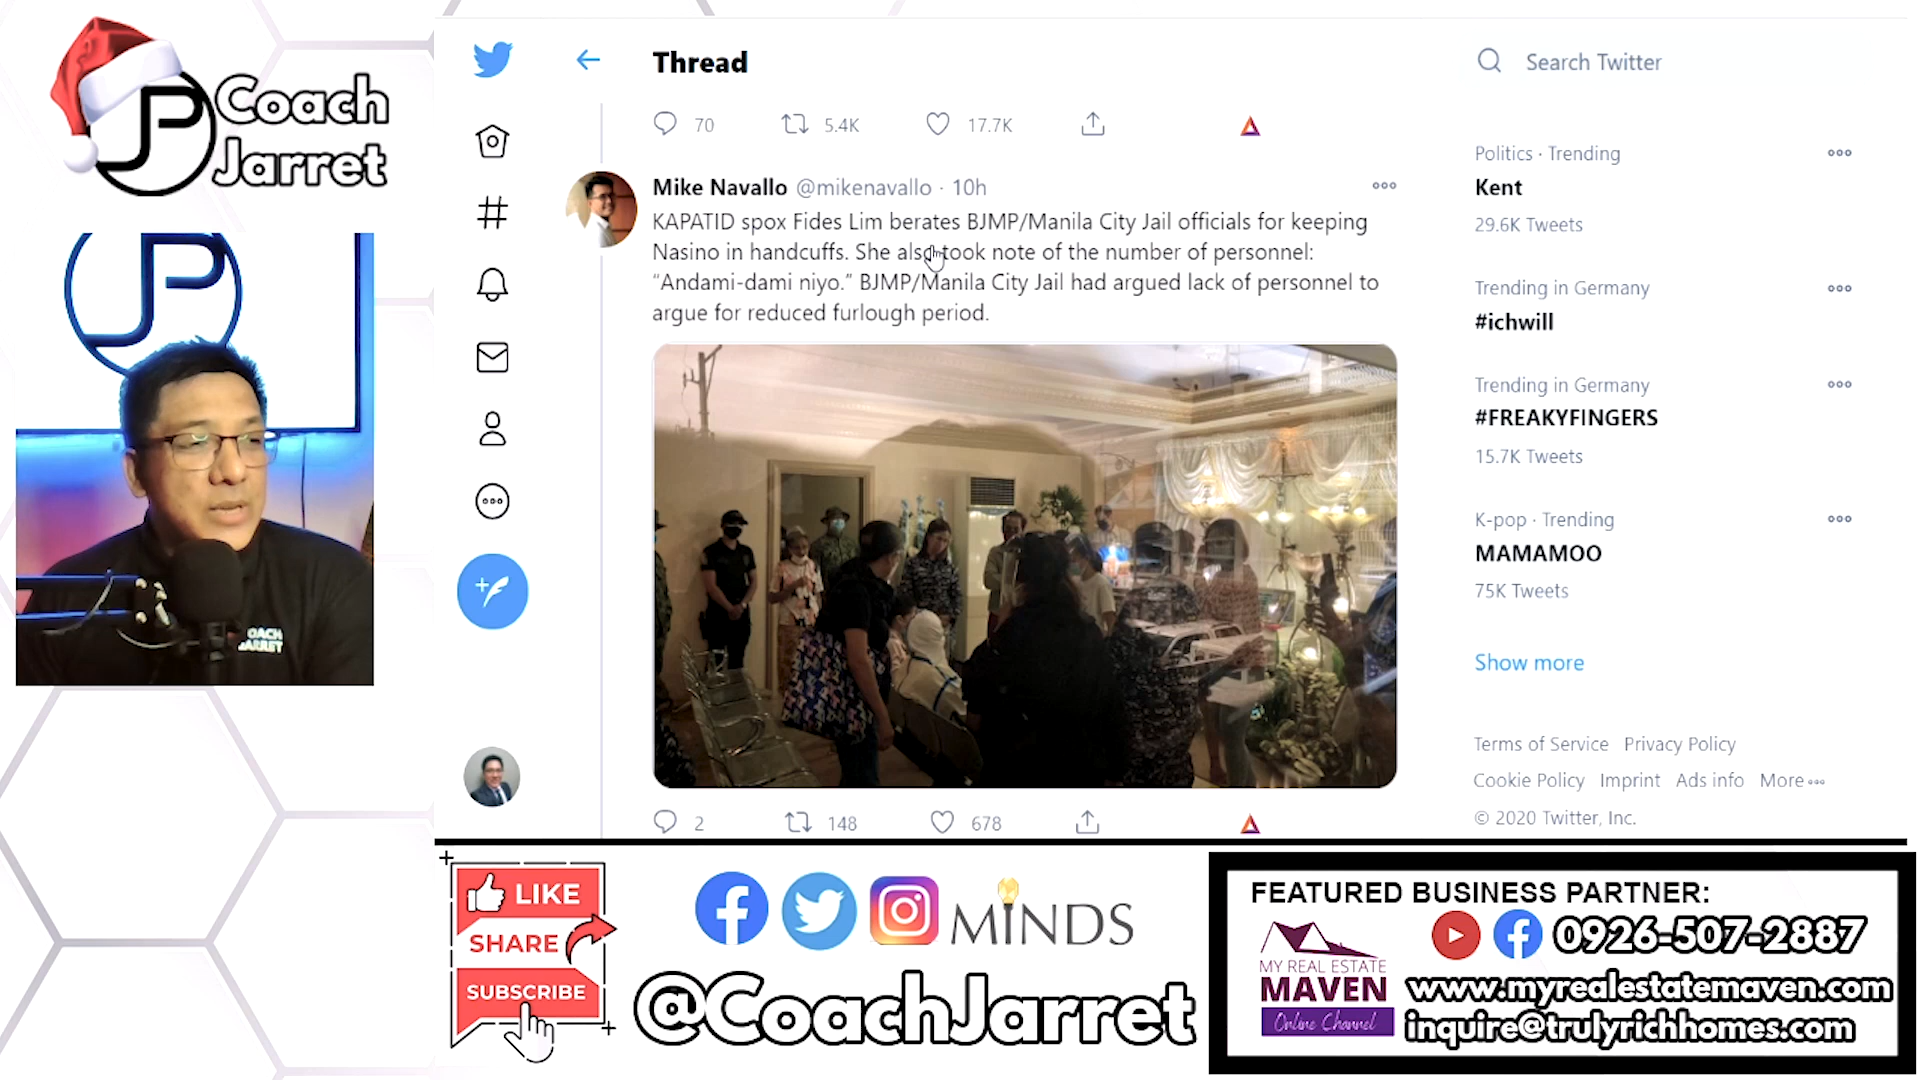 Coach
Jarret
OACH
JARRET
Thread
70
5.4K
17.7K
Mike Navallo @mikenavallo · 10h
KAPATID spox Fides Lim berates BJMP/Manila City Jail officials for keeping
Nasino in handcuffs. She also took note of the number of personnel:
“Andami-dami niyo.” BJMP/Manila City Jail had argued lack of personnel to
argue for reduced furlough period.
2
148
678
Search Twitter
Politics · Trending
Kent
29.6K Tweets
Trending in Germany
#ichwill
Trending in Germany
#FREAKYFINGERS
15.7K Tweets
K-pop · Trending
MAMAMOO
75K Tweets
Show more
Terms of Service Privacy Policy
Cookie Policy Imprint Ads info More
© 2020 Twitter, Inc.
LIKE
SHARE
SUBSCRIBE
MINDS
@CoachJarret
FEATURED BUSINESS PARTNER:
0926-507-2887
MY REAL ESTATE
MAVEN
Online Channel
www.myrealestatemaven.com
inquire@trulyrichhomes.com